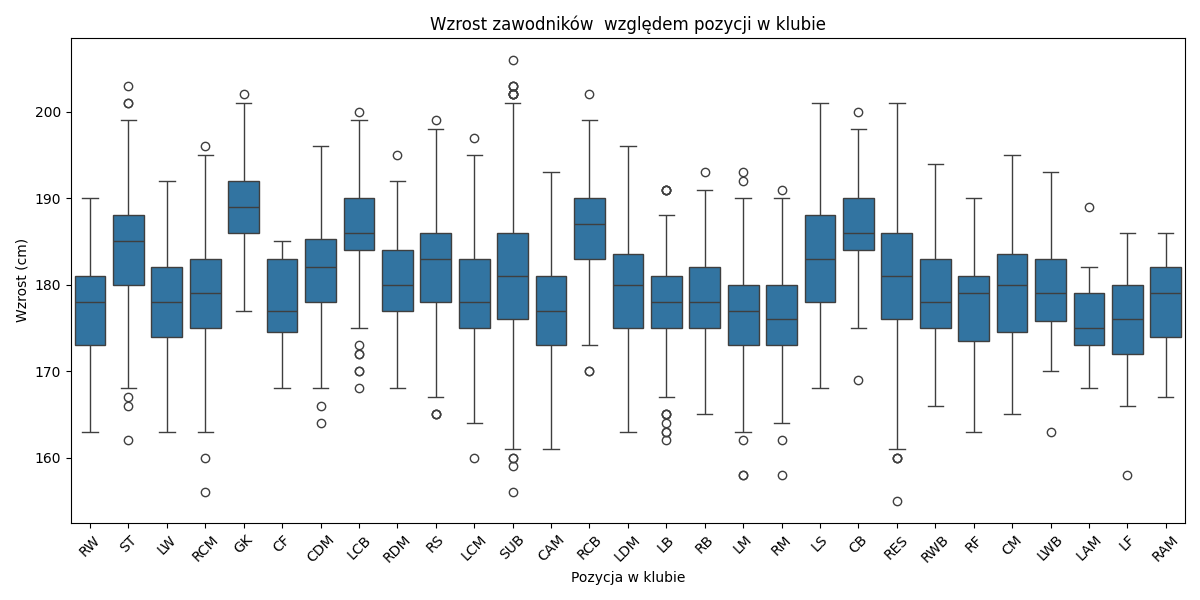 Wzrost zawodników  względem pozycji w klubie
Wzrost (cm)
200
190
180
170
160
RW ST LW RCM GK CF CDM LCB RDM RS LCM SUB CAM RCB LDM LB RB LM RM LS CB RES RWB RF CM LWB LAM LF RAM
Pozycja w klubie